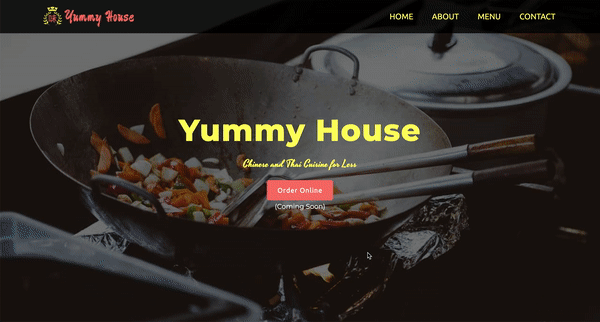 Yummy House
HOME ABOUT MENU CONTACT
Yummy House
Chinese and Thai Cuisine for Less
Order Online
(Coming Soon)